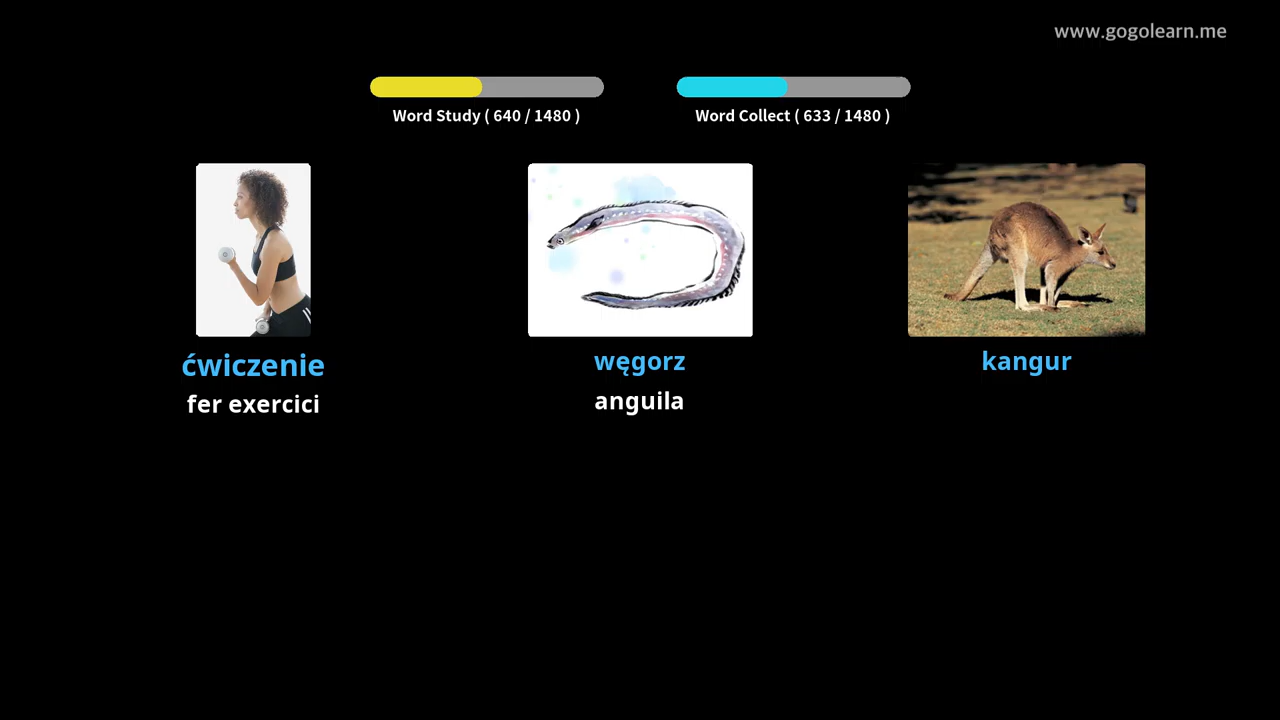 www.gogolearn.me
Word Study ( 640 / 1480 )
Word Collect ( 633 / 1480 )
ćwiczenie
fer exercici
węgorz
anguila
kangur